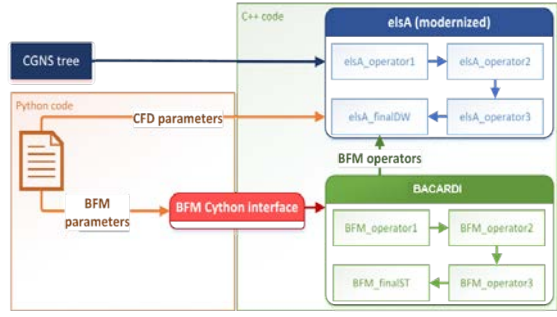 C++ code
elsA (modernized)
CGNS tree
elsA_operator1
elsA_operator2
Python code
CFD parameters
elsA_finalDW
elsA_operator3
BFM operators
BFM
parameters
BFM Cython interface
BACARDI
BFM_operator1
BFM_operator2
BFM_finalST
BFM_operator3